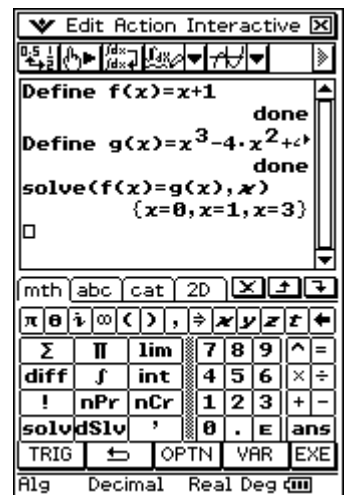 Edit Action Interactive
Define f(x)=x+1
done
Define g(x)=x³-4·x²+
done
solve(f(x)=g(x),x)
{x=0,x=1,x=3}
mth abc cat 2D
π θ i ∞ ( ) , ⇒ x y z t ←
Σ Π lim 7 8 9 ^ =
diff ∫ int 4 5 6 × ÷
! nPr nCr 1 2 3 + -
solv dSlv , 0 . E ans
TRIG OPTN VAR EXE
Alg Decimal Real Deg